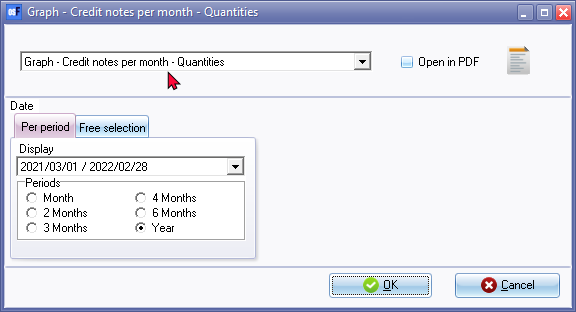 Graph - Credit notes per month - Quantities
Graph - Credit notes per month - Quantities
Open in PDF
Date
Per period Free selection
Display
2021/03/01 / 2022/02/28
Periods
Month 4 Months
2 Months 6 Months
3 Months Year
OK Cancel